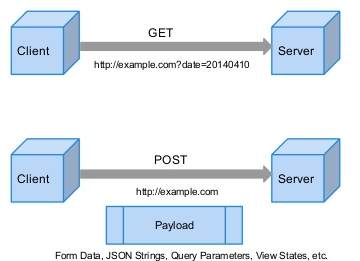 GET
Client
Server
http://example.com?date=20140410
POST
Client
Server
http://example.com
Payload
Form Data, JSON Strings, Query Parameters, View States, etc.